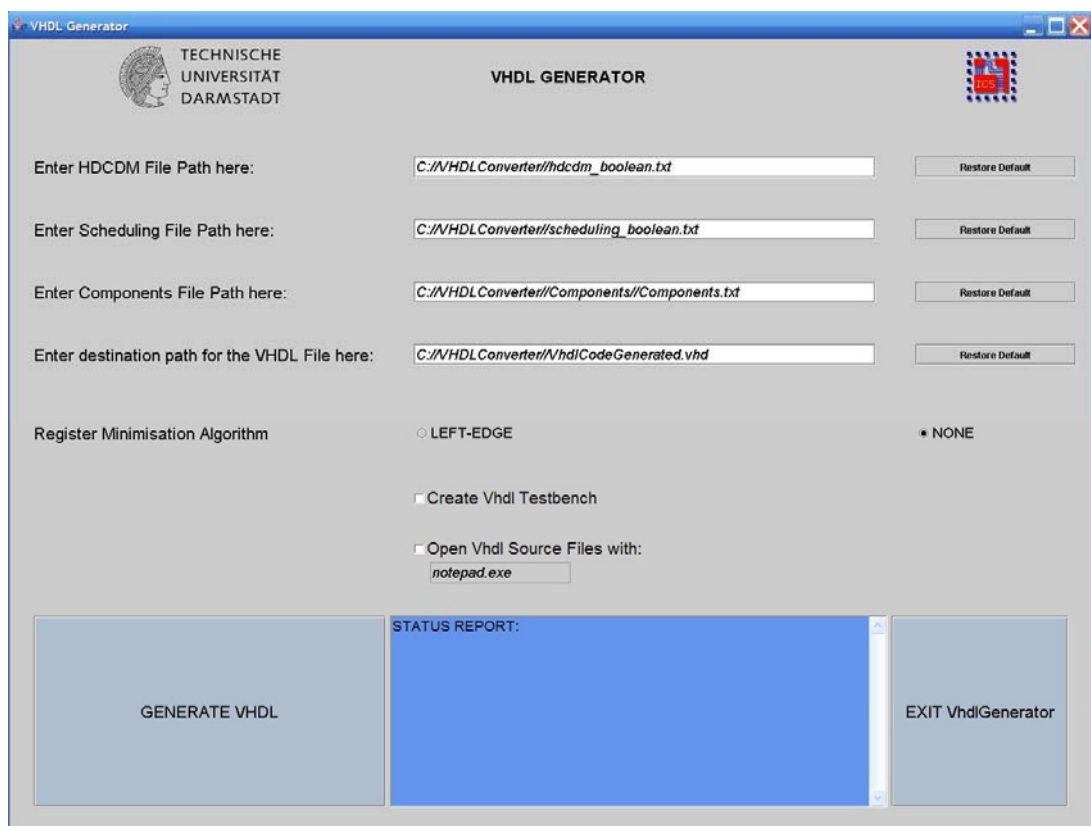 VHDL Generator
TECHNISCHE
UNIVERSITÄT
DARMSTADT
VHDL GENERATOR
ICS
Enter HDCDM File Path here:
C://VHDLConverter//hdcdm_boolean.txt
Restore Default
Enter Scheduling File Path here:
C://VHDLConverter//scheduling_boolean.txt
Restore Default
Enter Components File Path here:
C://VHDLConverter//Components//Components.txt
Restore Default
Enter destination path for the VHDL File here:
C://VHDLConverter//VhdlCodeGenerated.vhd
Restore Default
Register Minimisation Algorithm
LEFT-EDGE
NONE
Create Vhdl Testbench
Open Vhdl Source Files with:
notepad.exe
GENERATE VHDL
STATUS REPORT:
EXIT VhdlGenerator